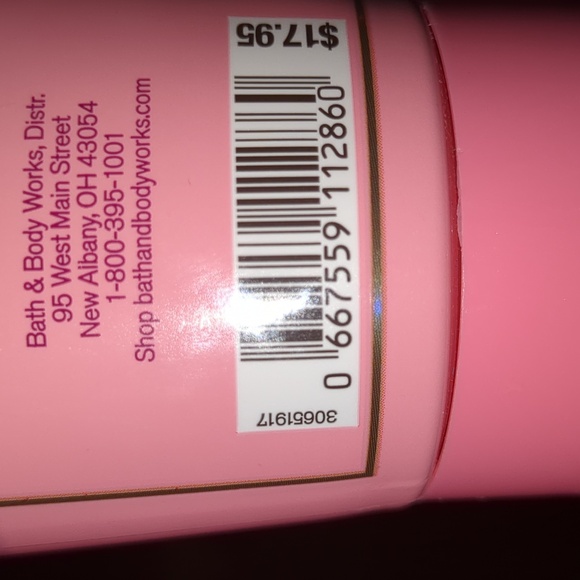 Bath & Body Works, Distr.
95 West Main Street
New Albany, OH 43054
1-800-395-1001
Shop bathandbodyworks.com
$17.95
0 667559 112860
30651917